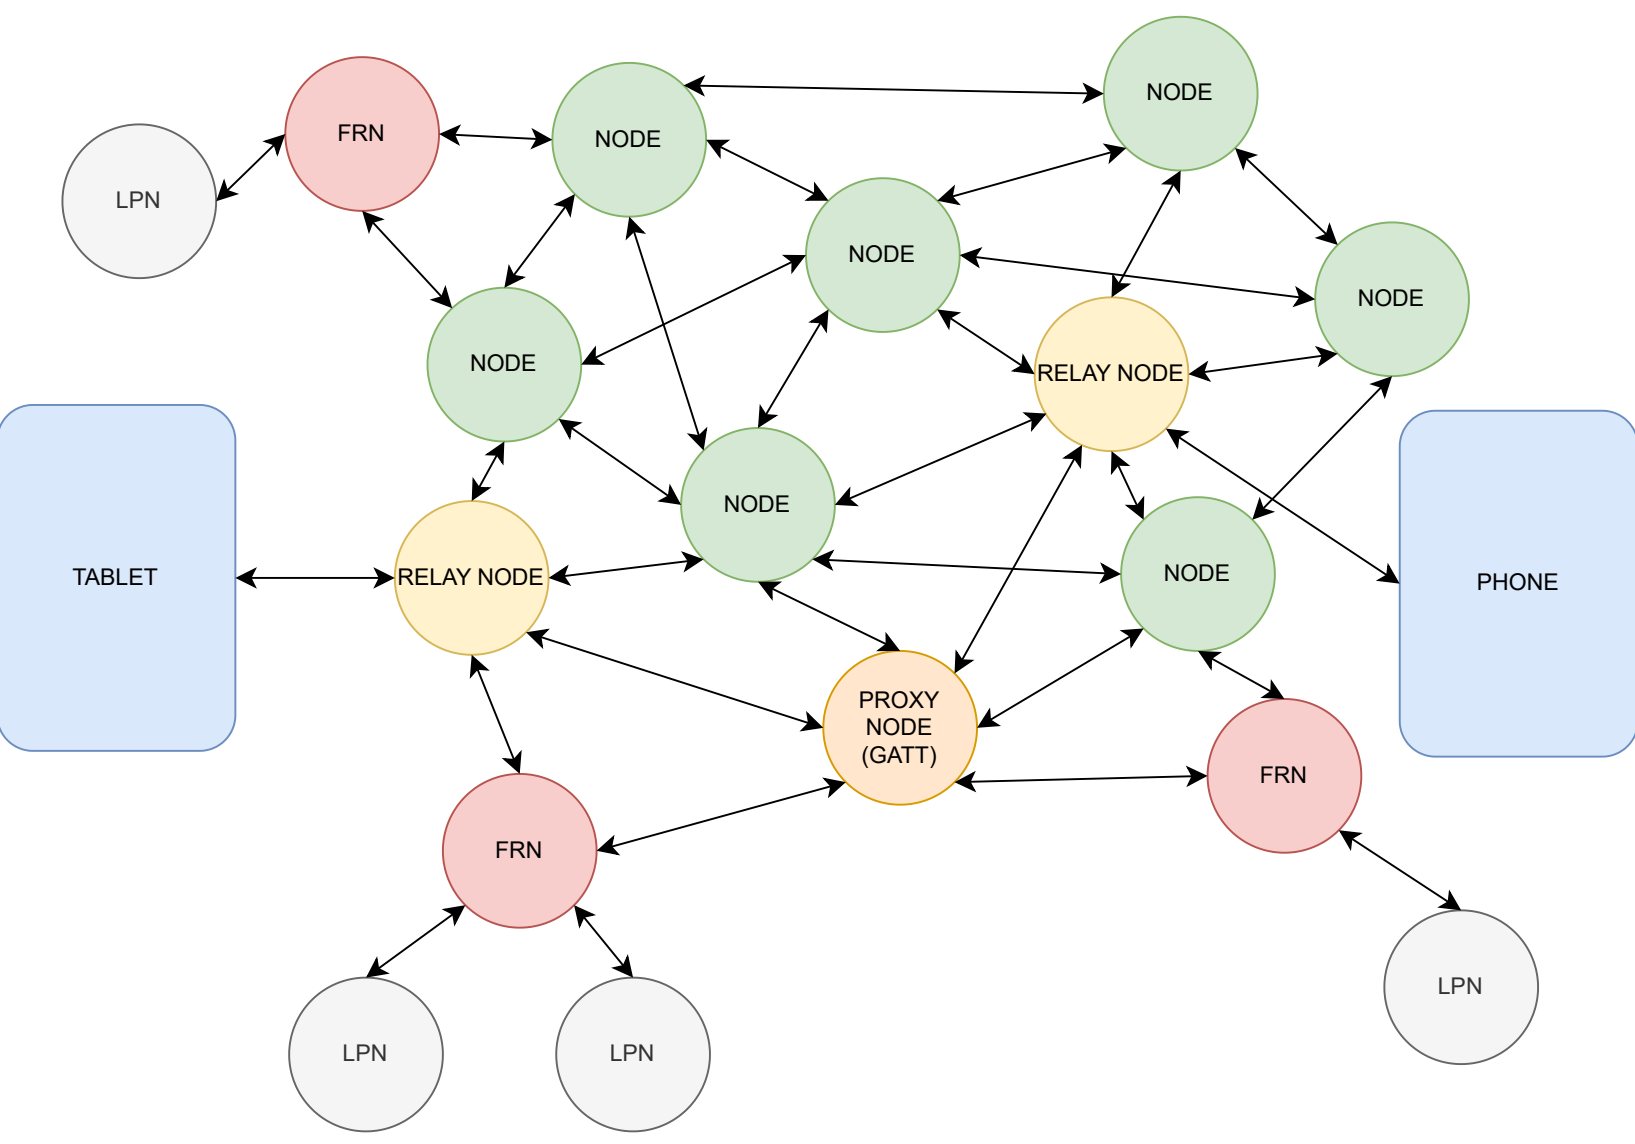 NODE
FRN
NODE
LPN
NODE
NODE
NODE
RELAY NODE
NODE
TABLET
RELAY NODE
NODE
PHONE
PROXY
NODE
(GATT)
FRN
FRN
LPN
LPN
LPN